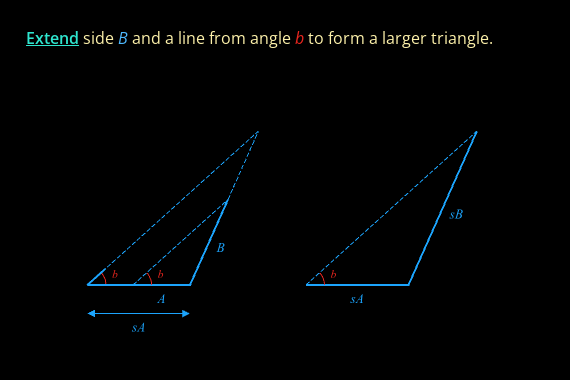 Extend side B and a line from angle b to form a larger triangle.
sB
B
b
b
b
A
sA
sA